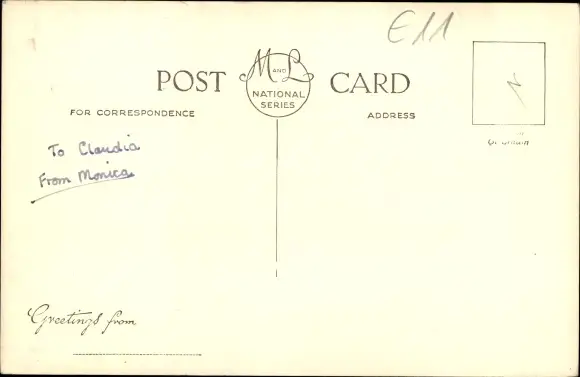 E11
POST M AND L CARD
NATIONAL
SERIES
FOR CORRESPONDENCE
ADDRESS
To Claudia
From Monica
Greetings from